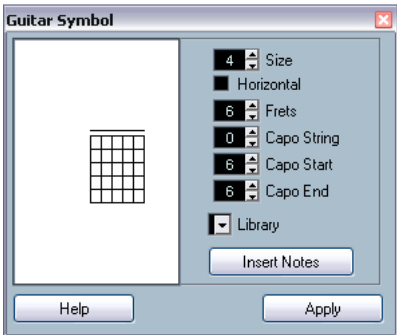 Guitar Symbol
4 Size
Horizontal
6 Frets
0 Capo String
6 Capo Start
6 Capo End
Library
Insert Notes
Help Apply